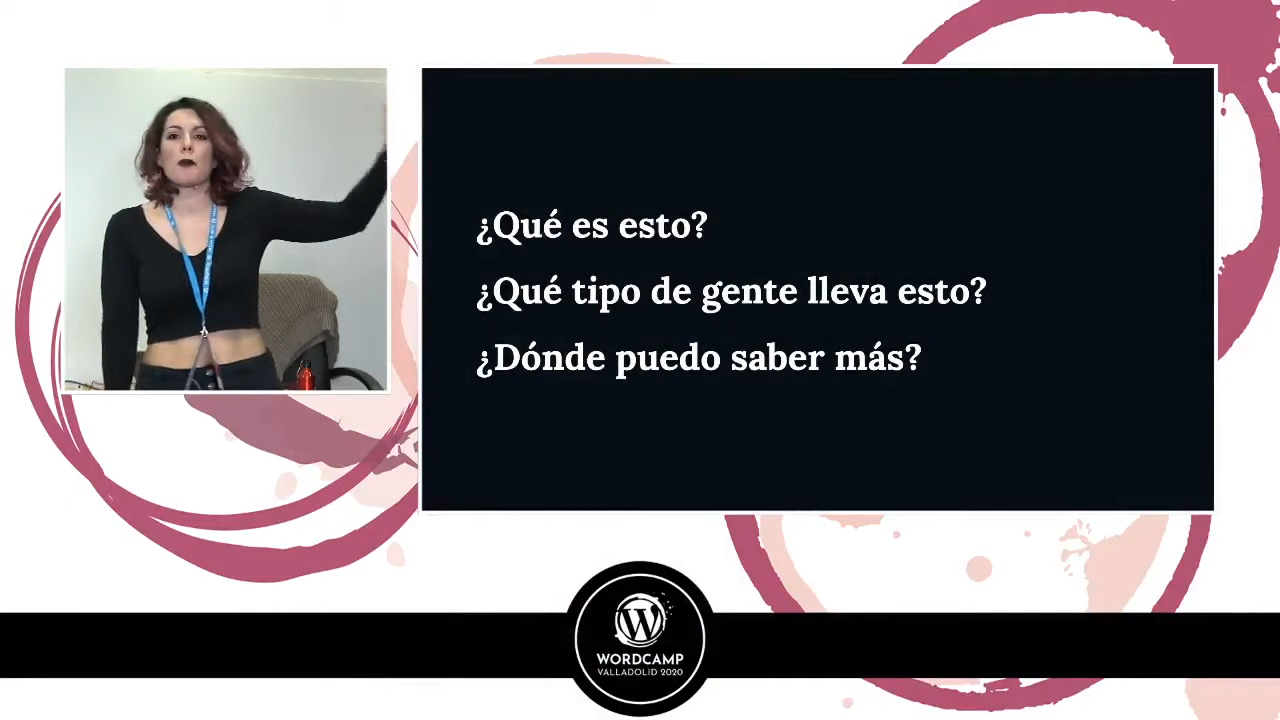 ¿Qué es esto?
¿Qué tipo de gente lleva esto?
¿Dónde puedo saber más?
WORDCAMP
VALLADOLID 2020